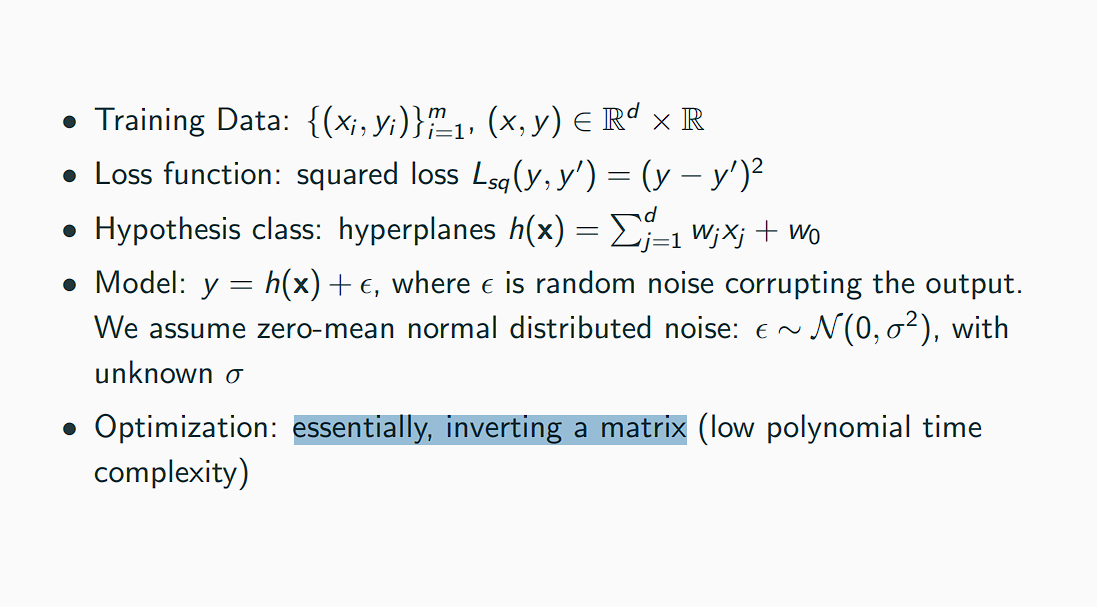 • Training Data: $\{(x_i, y_i)\}_{i=1}^m$, $(x, y) \in \mathbb{R}^d \times \mathbb{R}$
• Loss function: squared loss $L_{sq}(y, y') = (y - y')^2$
• Hypothesis class: hyperplanes $h(\mathbf{x}) = \sum_{j=1}^d w_j x_j + w_0$
• Model: $y = h(\mathbf{x}) + \epsilon$, where $\epsilon$ is random noise corrupting the output.
We assume zero-mean normal distributed noise: $\epsilon \sim \mathcal{N}(0, \sigma^2)$, with
unknown $\sigma$
• Optimization: essentially, inverting a matrix (low polynomial time
complexity)